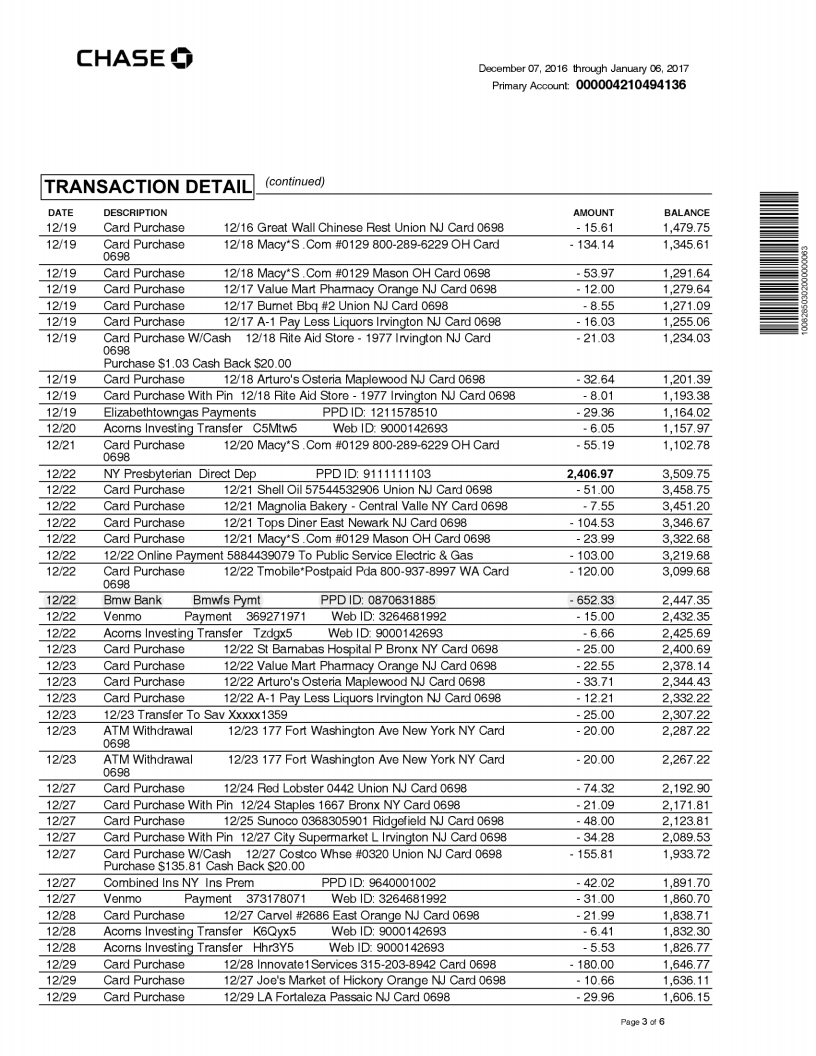 CHASE
December 07, 2016 through January 06, 2017
Primary Account: 000004210494136
TRANSACTION DETAIL (continued)
DATE DESCRIPTION AMOUNT BALANCE
12/19 Card Purchase 12/16 Great Wall Chinese Rest Union NJ Card 0698 - 15.61 1,479.75
12/19 Card Purchase 12/18 Macy*S .Com #0129 800-289-6229 OH Card - 134.14 1,345.61
0698
12/19 Card Purchase 12/18 Macy*S .Com #0129 Mason OH Card 0698 - 53.97 1,291.64
12/19 Card Purchase 12/17 Value Mart Pharmacy Orange NJ Card 0698 - 12.00 1,279.64
12/19 Card Purchase 12/17 Burnet Bbq #2 Union NJ Card 0698 - 8.55 1,271.09
12/19 Card Purchase 12/17 A-1 Pay Less Liquors Irvington NJ Card 0698 - 16.03 1,255.06
12/19 Card Purchase W/Cash 12/18 Rite Aid Store - 1977 Irvington NJ Card - 21.03 1,234.03
0698
Purchase $1.03 Cash Back $20.00
12/19 Card Purchase 12/18 Arturo's Osteria Maplewood NJ Card 0698 - 32.64 1,201.39
12/19 Card Purchase With Pin 12/18 Rite Aid Store - 1977 Irvington NJ Card 0698 - 8.01 1,193.38
12/19 Elizabethtowngas Payments PPD ID: 1211578510 - 29.36 1,164.02
12/20 Acorns Investing Transfer C5Mtw5 Web ID: 9000142693 - 6.05 1,157.97
12/21 Card Purchase 12/20 Macy*S .Com #0129 800-289-6229 OH Card - 55.19 1,102.78
0698
12/22 NY Presbyterian Direct Dep PPD ID: 9111111103 2,406.97 3,509.75
12/22 Card Purchase 12/21 Shell Oil 57544532906 Union NJ Card 0698 - 51.00 3,458.75
12/22 Card Purchase 12/21 Magnolia Bakery - Central Valle NY Card 0698 - 7.55 3,451.20
12/22 Card Purchase 12/21 Tops Diner East Newark NJ Card 0698 - 104.53 3,346.67
12/22 Card Purchase 12/21 Macy*S .Com #0129 Mason OH Card 0698 - 23.99 3,322.68
12/22 12/22 Online Payment 5884439079 To Public Service Electric & Gas - 103.00 3,219.68
12/22 Card Purchase 12/22 Tmobile*Postpaid Pda 800-937-8997 WA Card - 120.00 3,099.68
0698
12/22 Bmw Bank Bmwfs Pymt PPD ID: 0870631885 - 652.33 2,447.35
12/22 Venmo Payment 369271971 Web ID: 3264681992 - 15.00 2,432.35
12/22 Acorns Investing Transfer Tzdgx5 Web ID: 9000142693 - 6.66 2,425.69
12/23 Card Purchase 12/22 St Barnabas Hospital P Bronx NY Card 0698 - 25.00 2,400.69
12/23 Card Purchase 12/22 Value Mart Pharmacy Orange NJ Card 0698 - 22.55 2,378.14
12/23 Card Purchase 12/22 Arturo's Osteria Maplewood NJ Card 0698 - 33.71 2,344.43
12/23 Card Purchase 12/22 A-1 Pay Less Liquors Irvington NJ Card 0698 - 12.21 2,332.22
12/23 12/23 Transfer To Sav Xxxxx1359 - 25.00 2,307.22
12/23 ATM Withdrawal 12/23 177 Fort Washington Ave New York NY Card - 20.00 2,287.22
0698
12/23 ATM Withdrawal 12/23 177 Fort Washington Ave New York NY Card - 20.00 2,267.22
0698
12/27 Card Purchase 12/24 Red Lobster 0442 Union NJ Card 0698 - 74.32 2,192.90
12/27 Card Purchase With Pin 12/24 Staples 1667 Bronx NY Card 0698 - 21.09 2,171.81
12/27 Card Purchase 12/25 Sunoco 0368305901 Ridgefield NJ Card 0698 - 48.00 2,123.81
12/27 Card Purchase With Pin 12/27 City Supermarket L Irvington NJ Card 0698 - 34.28 2,089.53
12/27 Card Purchase W/Cash 12/27 Costco Whse #0320 Union NJ Card 0698 - 155.81 1,933.72
Purchase $135.81 Cash Back $20.00
12/27 Combined Ins NY Ins Prem PPD ID: 9640001002 - 42.02 1,891.70
12/27 Venmo Payment 373178071 Web ID: 3264681992 - 31.00 1,860.70
12/28 Card Purchase 12/27 Carvel #2686 East Orange NJ Card 0698 - 21.99 1,838.71
12/28 Acorns Investing Transfer K6Qyx5 Web ID: 9000142693 - 6.41 1,832.30
12/28 Acorns Investing Transfer Hhr3Y5 Web ID: 9000142693 - 5.53 1,826.77
12/29 Card Purchase 12/28 Innovate1Services 315-203-8942 Card 0698 - 180.00 1,646.77
12/29 Card Purchase 12/27 Joe's Market of Hickory Orange NJ Card 0698 - 10.66 1,636.11
12/29 Card Purchase 12/29 LA Fortaleza Passaic NJ Card 0698 - 29.96 1,606.15
Page 3 of 6